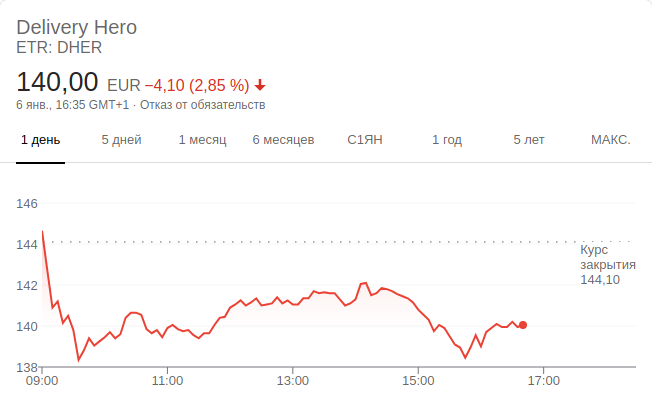 Delivery Hero
ETR: DHER
140,00 EUR −4,10 (2,85 %)
6 янв., 16:35 GMT+1 · Отказ от обязательств
1 день 5 дней 1 месяц 6 месяцев С1ЯН 1 год 5 лет МАКС.
146
144
Курс
закрытия
144,10
142
140
138
09:00 11:00 13:00 15:00 17:00